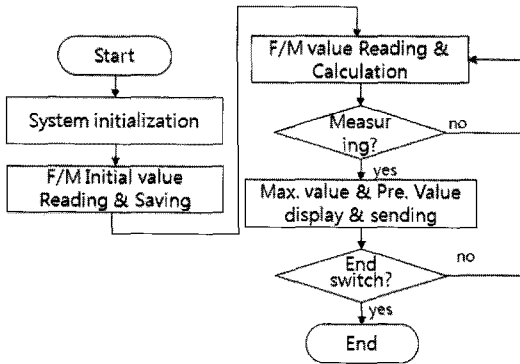 Start
System initialization
F/M Initial value
Reading & Saving
F/M value Reading &
Calculation
Measur
ing?
no
yes
Max. value & Pre. Value
display & sending
End
switch?
no
yes
End